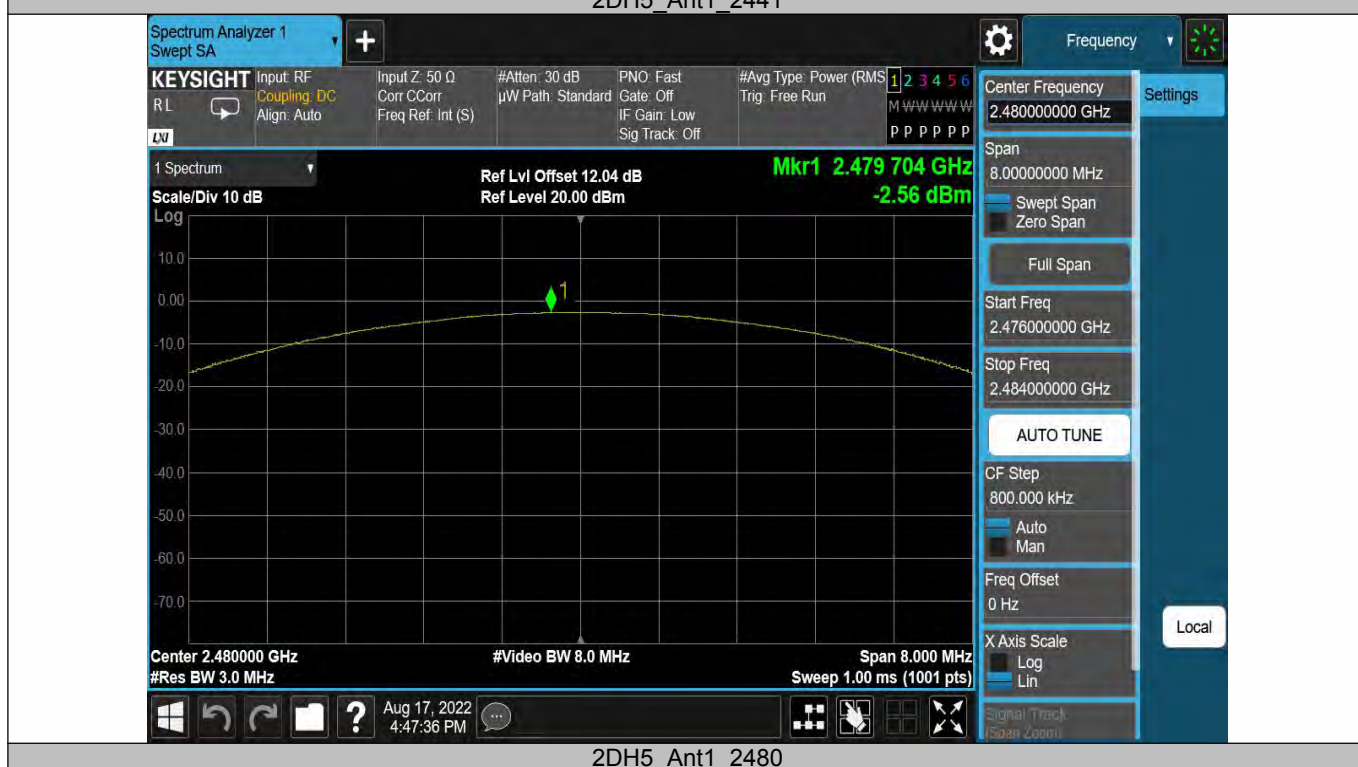 2DH5_Ant1_2441
Spectrum Analyzer 1
Swept SA
Frequency
KEYSIGHT
RL
LXI
Input: RF
Coupling: DC
Align: Auto
Input Z: 50 Ω
Corr CCorr
Freq Ref: Int (S)
#Atten: 30 dB
µW Path: Standard
PNO: Fast
Gate: Off
IF Gain: Low
Sig Track: Off
#Avg Type: Power (RMS
Trig: Free Run
1 2 3 4 5 6
M W W W W W
P P P P P P
1 Spectrum
Scale/Div 10 dB
Log
Ref Lvl Offset 12.04 dB
Ref Level 20.00 dBm
Mkr1 2.479 704 GHz
-2.56 dBm
10.0
0.00
-10.0
-20.0
-30.0
-40.0
-50.0
-60.0
-70.0
1
Center 2.480000 GHz
#Res BW 3.0 MHz
#Video BW 8.0 MHz
Span 8.000 MHz
Sweep 1.00 ms (1001 pts)
Center Frequency
2.480000000 GHz
Settings
Span
8.00000000 MHz
Swept Span
Zero Span
Full Span
Start Freq
2.476000000 GHz
Stop Freq
2.484000000 GHz
AUTO TUNE
CF Step
800.000 kHz
Auto
Man
Freq Offset
0 Hz
X Axis Scale
Log
Lin
Signal Track
(Span Zoom)
Local
?
Aug 17, 2022
4:47:36 PM
2DH5_Ant1_2480